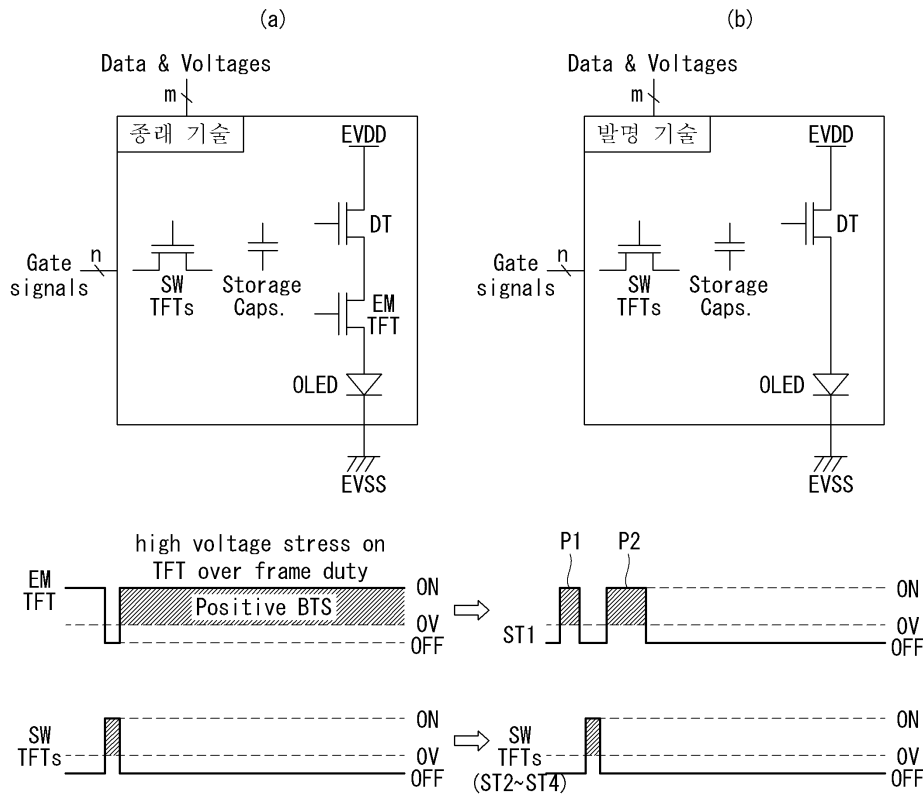 (a)
Data & Voltages
m
종래 기술
EVDD
DT
Gate
signals
n
SW
TFTs
Storage
Caps.
EM
TFT
OLED
EVSS
(b)
Data & Voltages
m
발명 기술
EVDD
DT
Gate
signals
n
SW
TFTs
Storage
Caps.
OLED
EVSS
high voltage stress on
TFT over frame duty
EM
TFT
Positive BTS
ON
0V
OFF
P1
P2
ST1
ON
0V
OFF
SW
TFTs
ON
0V
OFF
SW
TFTs
(ST2~ST4)
ON
0V
OFF